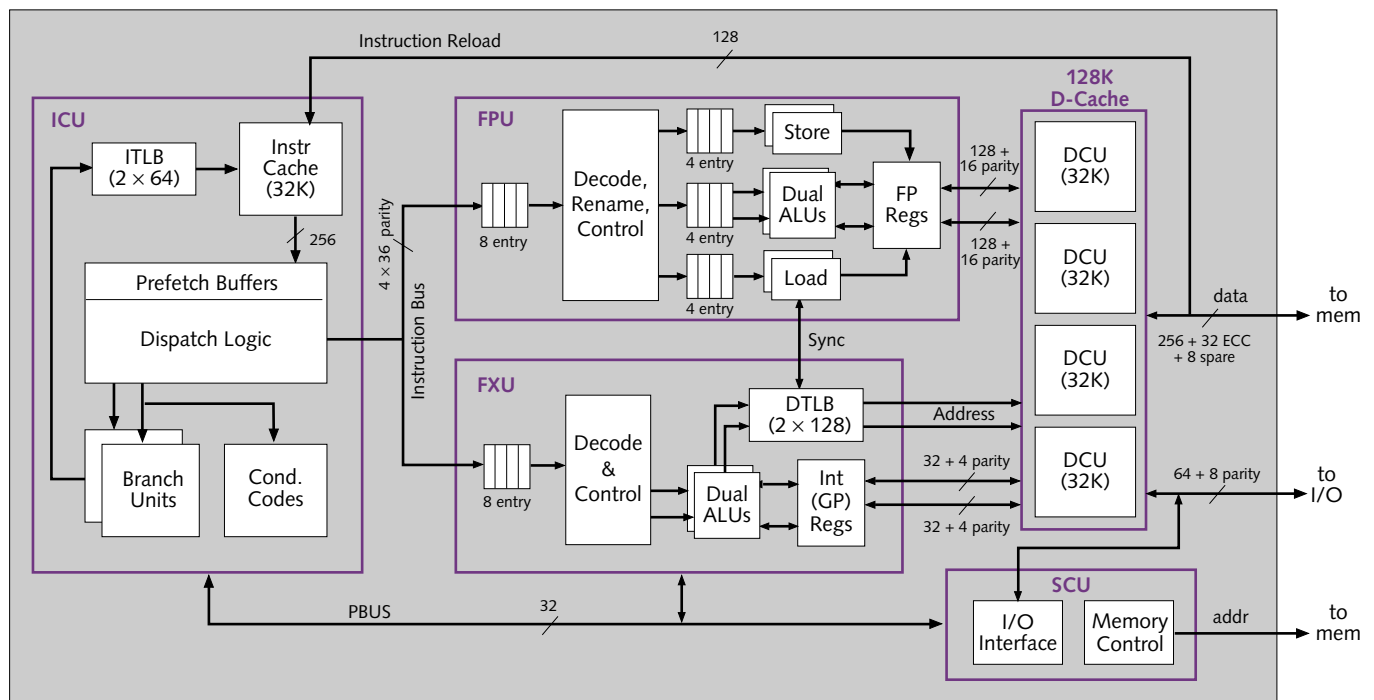 Instruction Reload
128
128K
D-Cache
ICU
ITLB
(2 × 64)
Instr
Cache
(32K)
256
Prefetch Buffers
Dispatch Logic
Branch
Units
Cond.
Codes
4 × 36 parity
Instruction Bus
FPU
8 entry
Decode,
Rename,
Control
4 entry
4 entry
4 entry
Store
Dual
ALUs
Load
FP
Regs
128 +
16 parity
128 +
16 parity
Sync
FXU
8 entry
Decode
&
Control
Dual
ALUs
DTLB
(2 × 128)
Int
(GP)
Regs
Address
32 + 4 parity
32 + 4 parity
DCU
(32K)
DCU
(32K)
DCU
(32K)
DCU
(32K)
data
256 + 32 ECC
+ 8 spare
to
mem
64 + 8 parity
to
I/O
PBUS
32
SCU
I/O
Interface
Memory
Control
addr
to
mem